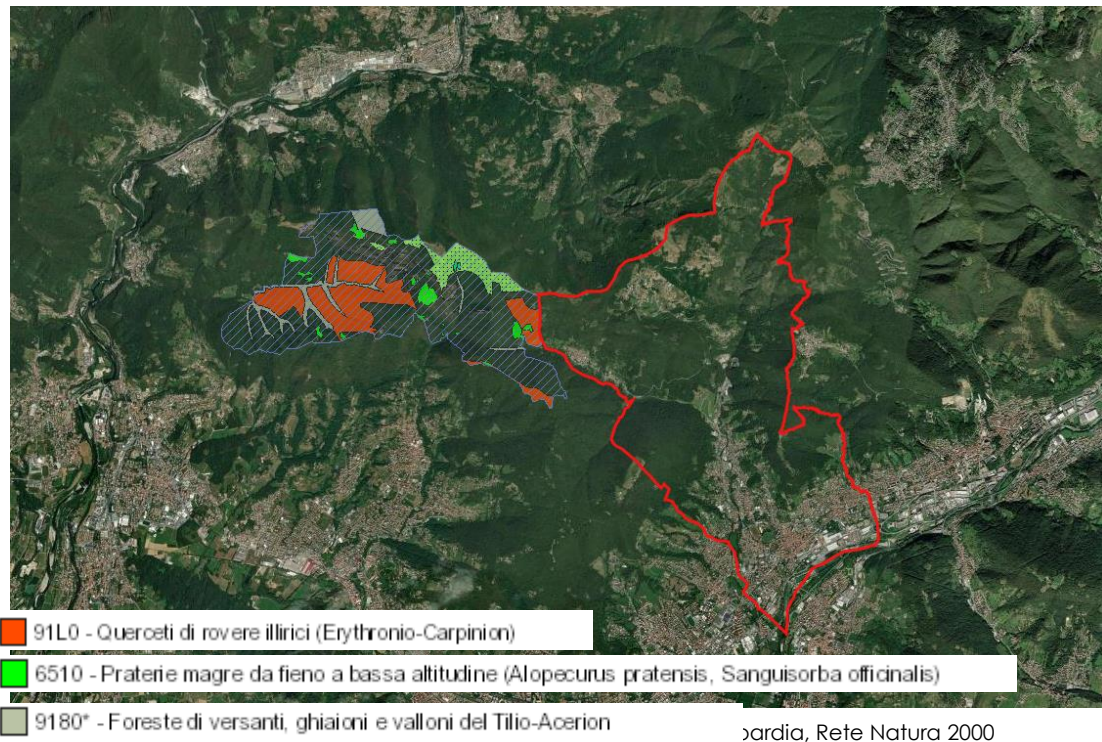 91L0 - Querceti di rovere illirici (Erythronio-Carpinion)
6510 - Praterie magre da fieno a bassa altitudine (Alopecurus pratensis, Sanguisorba officinalis)
9180* - Foreste di versanti, ghiaioni e valloni del Tilio-Acerion
Rete Natura 2000